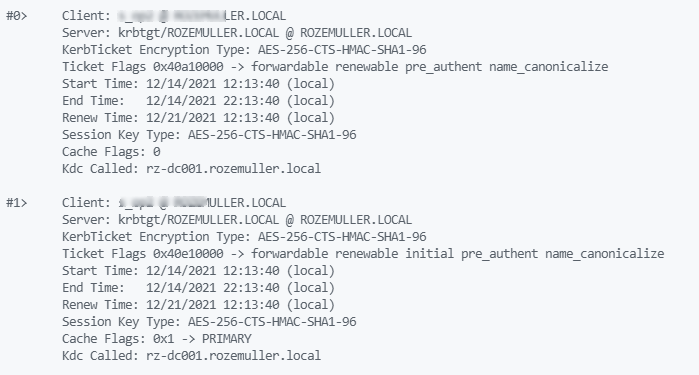 #0> Client: @ LER.LOCAL
Server: krbtgt/ROZEMULLER.LOCAL @ ROZEMULLER.LOCAL
KerbTicket Encryption Type: AES-256-CTS-HMAC-SHA1-96
Ticket Flags 0x40a10000 -> forwardable renewable pre_authent name_canonicalize
Start Time: 12/14/2021 12:13:40 (local)
End Time: 12/14/2021 22:13:40 (local)
Renew Time: 12/21/2021 12:13:40 (local)
Session Key Type: AES-256-CTS-HMAC-SHA1-96
Cache Flags: 0
Kdc Called: rz-dc001.rozemuller.local
#1> Client: @ MULLER.LOCAL
Server: krbtgt/ROZEMULLER.LOCAL @ ROZEMULLER.LOCAL
KerbTicket Encryption Type: AES-256-CTS-HMAC-SHA1-96
Ticket Flags 0x40e10000 -> forwardable renewable initial pre_authent name_canonicalize
Start Time: 12/14/2021 12:13:40 (local)
End Time: 12/14/2021 22:13:40 (local)
Renew Time: 12/21/2021 12:13:40 (local)
Session Key Type: AES-256-CTS-HMAC-SHA1-96
Cache Flags: 0x1 -> PRIMARY
Kdc Called: rz-dc001.rozemuller.local